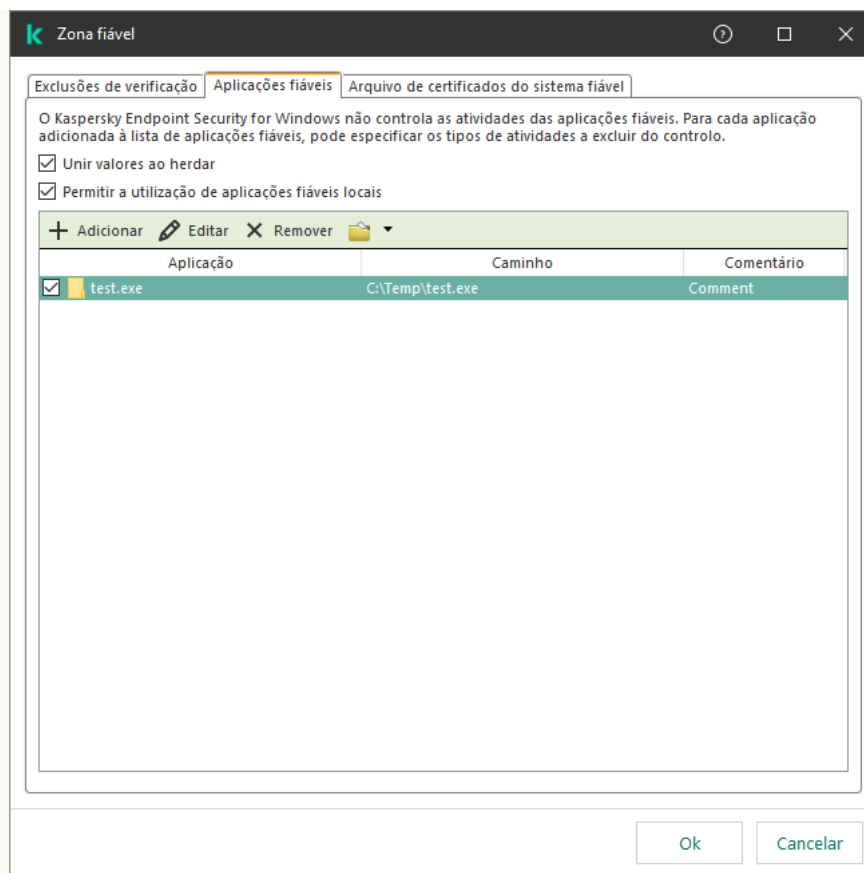 Zona fiável
Exclusões de verificação Aplicações fiáveis Arquivo de certificados do sistema fiável
O Kaspersky Endpoint Security for Windows não controla as atividades das aplicações fiáveis. Para cada aplicação
adicionada à lista de aplicações fiáveis, pode especificar os tipos de atividades a excluir do controlo.
Unir valores ao herdar
Permitir a utilização de aplicações fiáveis locais
Adicionar Editar Remover
Aplicação Caminho Comentário
test.exe C:\Temp\test.exe Comment
Ok Cancelar